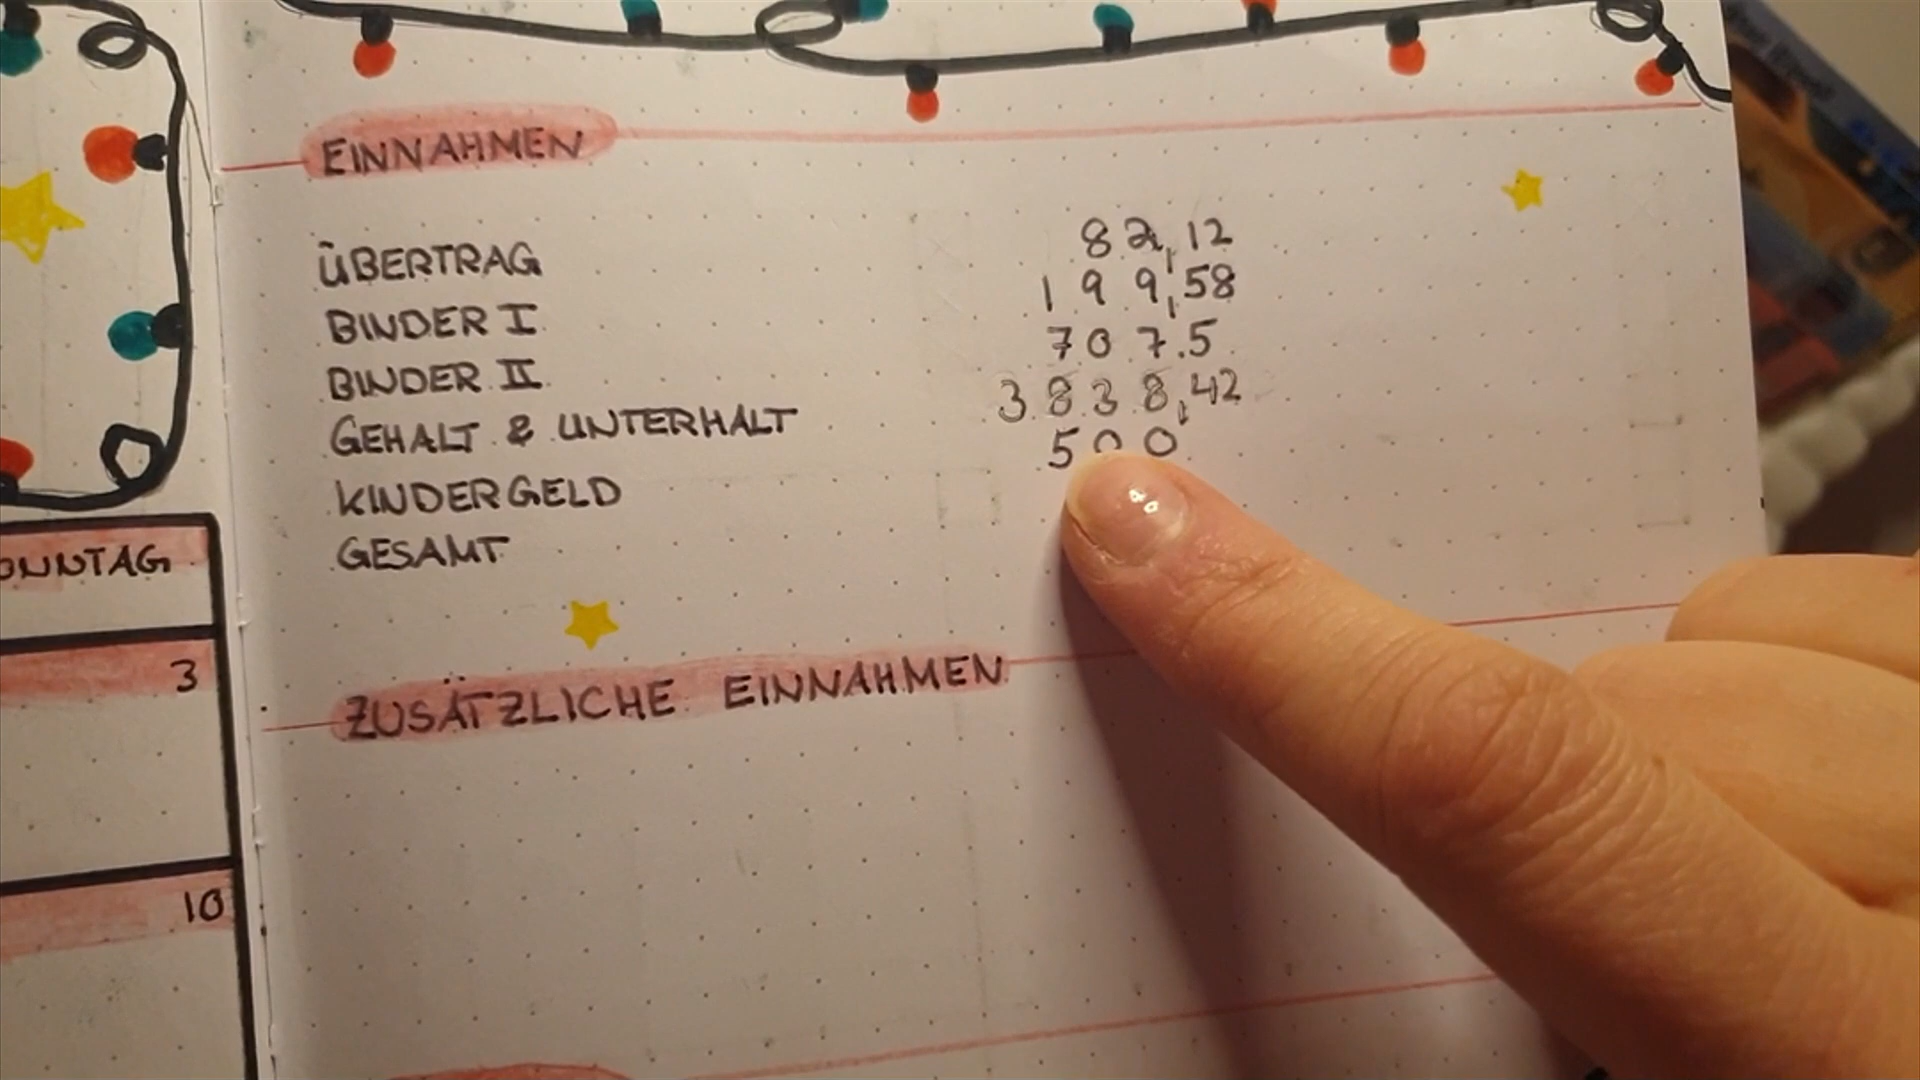 EINNAHMEN
ÜBERTRAG 82,12
BINDER I 199,58
BINDER II 707.5
GEHALT & UNTERHALT 3838,42
KINDERGELD 500
GESAMT
ZUSÄTZLICHE EINNAHMEN
ONNTAG
3
10